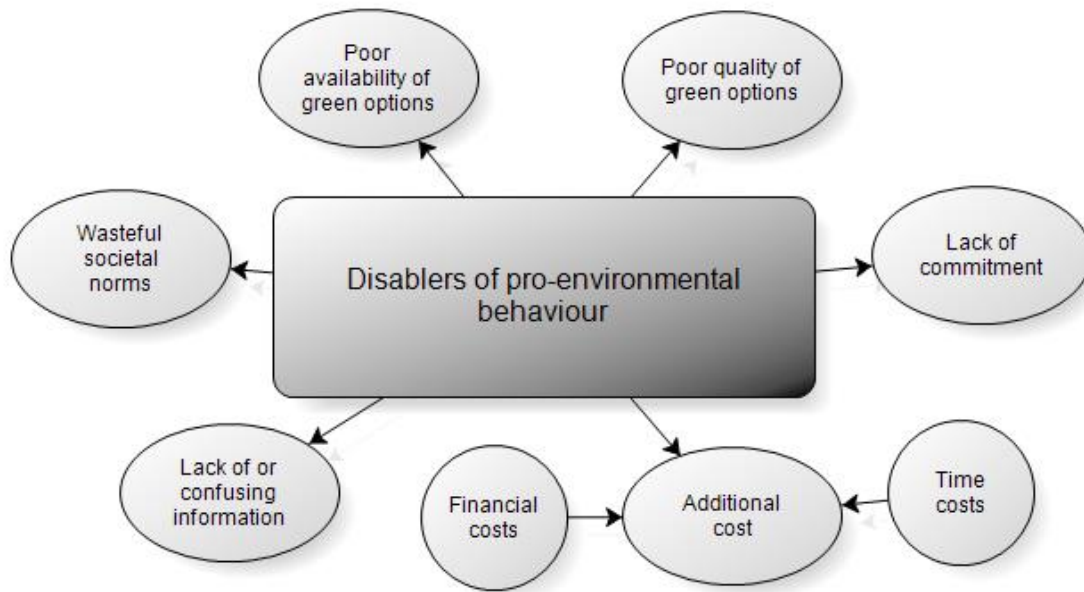 Poor
availability of
green options
Poor quality of
green options
Wasteful
societal
norms
Disablers of pro-environmental
behaviour
Lack of
commitment
Lack of or
confusing
information
Financial
costs
Additional
cost
Time
costs